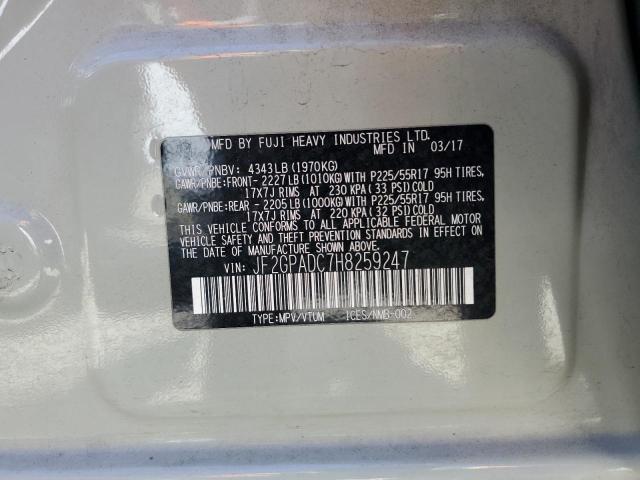 MFD BY FUJI HEAVY INDUSTRIES LTD.
MFD IN 03/17
GVWR/PNBV: 4343LB (1970KG)
GAWR/PNBE:FRONT- 2227LB(1010KG)WITH P225/55R17 95H TIRES,
17X7J RIMS AT 230 KPA(33 PSI)COLD
GAWR/PNBE:REAR - 2205LB(1000KG)WITH P225/55R17 95H TIRES,
17X7J RIMS AT 220 KPA(32 PSI)COLD
THIS VEHICLE CONFORMS TO ALL APPLICABLE FEDERAL MOTOR
VEHICLE SAFETY AND THEFT PREVENTION STANDARDS IN EFFECT
ON THE DATE OF MANUFACTURE SHOWN ABOVE.
VIN: JF2GPADC7H8259247
TYPE:MPV/VTUM ICES/NMB-002